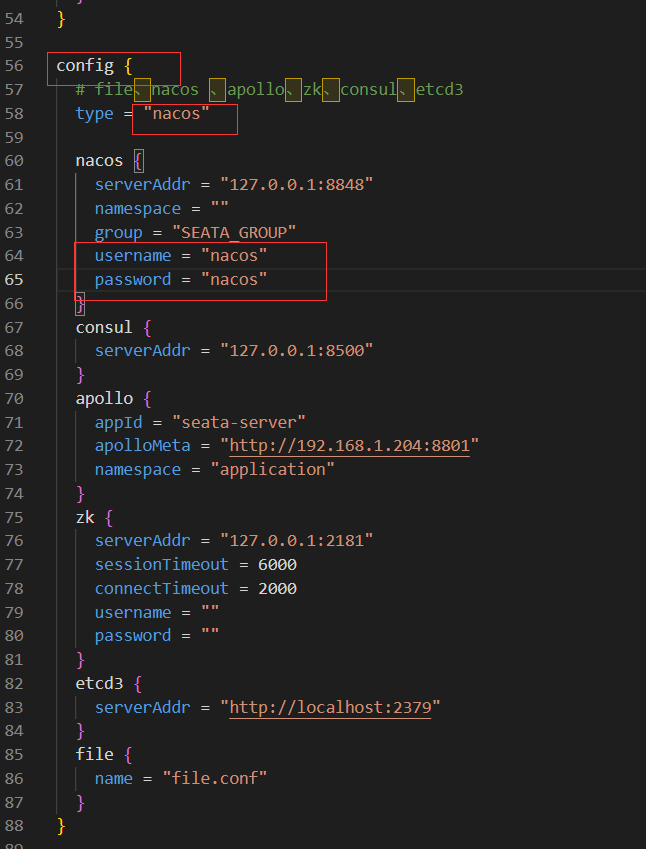 54 }
55
56 config {
57 # file、nacos 、apollo、zk、consul、etcd3
58 type = "nacos"
59
60 nacos {
61 serverAddr = "127.0.0.1:8848"
62 namespace = ""
63 group = "SEATA_GROUP"
64 username = "nacos"
65 password = "nacos"
66 }
67 consul {
68 serverAddr = "127.0.0.1:8500"
69 }
70 apollo {
71 appId = "seata-server"
72 apolloMeta = "http://192.168.1.204:8801"
73 namespace = "application"
74 }
75 zk {
76 serverAddr = "127.0.0.1:2181"
77 sessionTimeout = 6000
78 connectTimeout = 2000
79 username = ""
80 password = ""
81 }
82 etcd3 {
83 serverAddr = "http://localhost:2379"
84 }
85 file {
86 name = "file.conf"
87 }
88 }